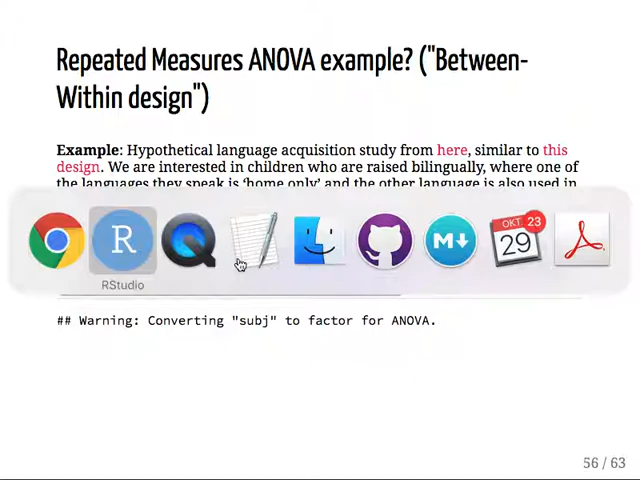 Repeated Measures ANOVA example? ("Between-
Within design")
Example: Hypothetical language acquisition study from here, similar to this
design. We are interested in children who are raised bilingually, where one of
the languages they speak is ‘home only’ and the other language is also used in
R
M
OKT. 23
29
RStudio
## Warning: Converting "subj" to factor for ANOVA.
56 / 63